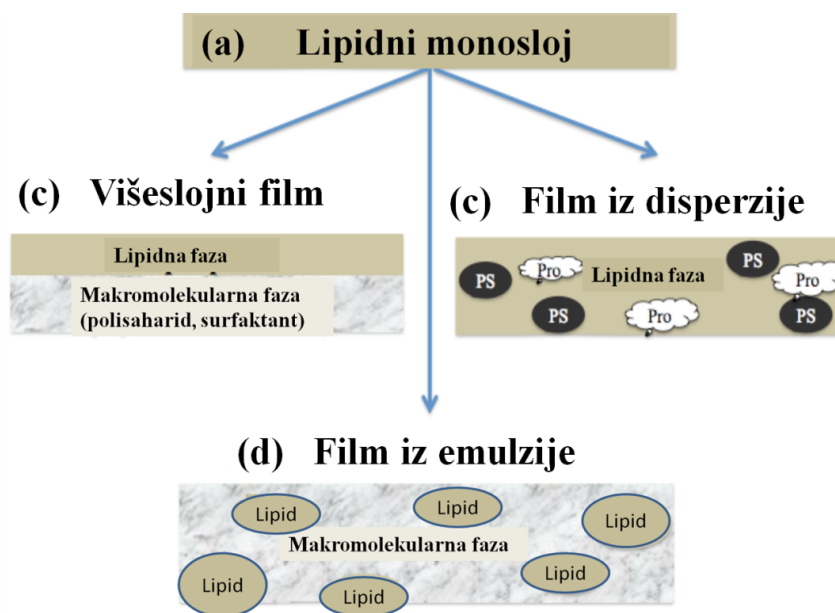 (a) Lipidni monosloj
(c) Višeslojni film
Lipidna faza
Makromolekularna faza
(polisaharid, surfaktant)
(c) Film iz disperzije
PS
Pro
Lipidna faza
PS
Pro
PS
Pro
PS
(d) Film iz emulzije
Lipid
Lipid
Lipid
Makromolekularna faza
Lipid
Lipid
Lipid